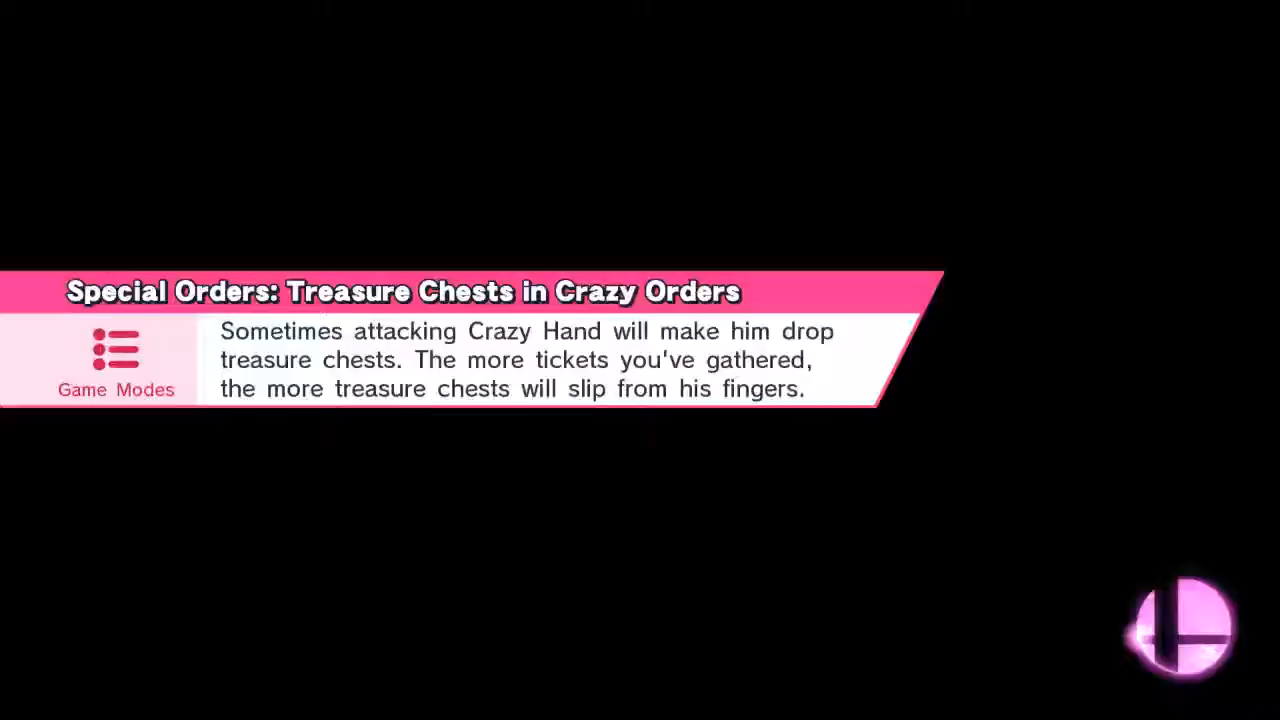 Special Orders: Treasure Chests in Crazy Orders
Sometimes attacking Crazy Hand will make him drop
treasure chests. The more tickets you've gathered,
the more treasure chests will slip from his fingers.
Game Modes